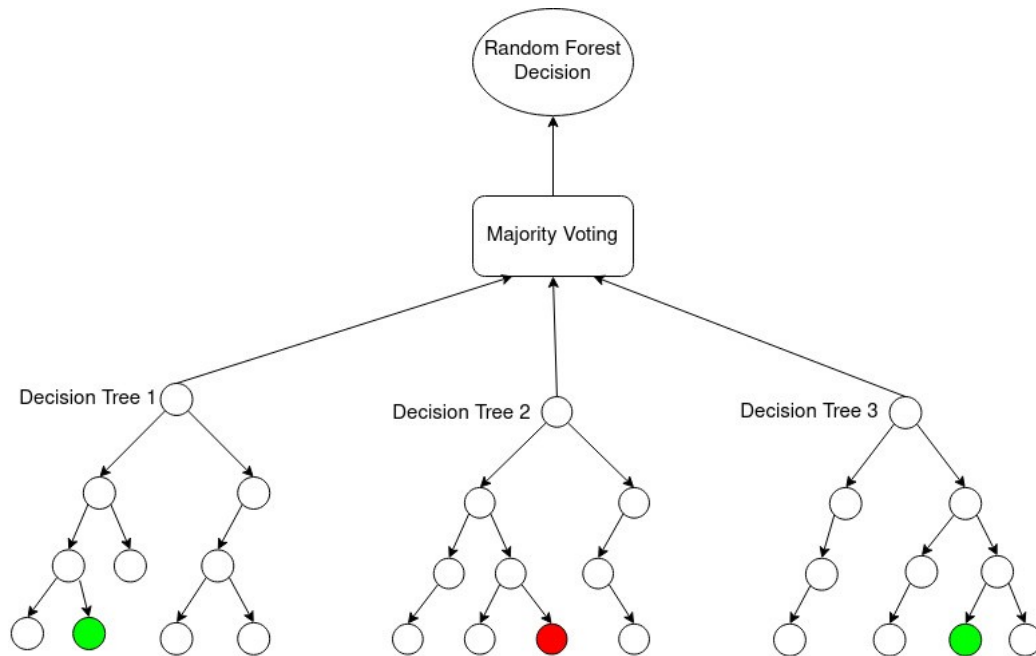 Random Forest
Decision
Majority Voting
Decision Tree 1
Decision Tree 2
Decision Tree 3